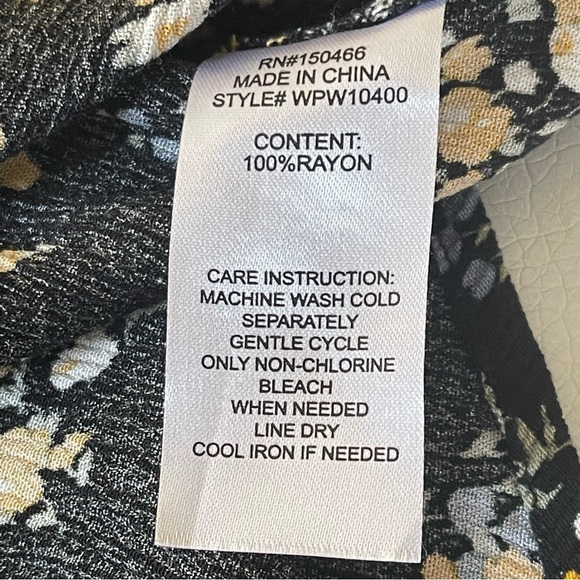 RN#150466
MADE IN CHINA
STYLE# WPW10400
CONTENT:
100%RAYON
CARE INSTRUCTION:
MACHINE WASH COLD
SEPARATELY
GENTLE CYCLE
ONLY NON-CHLORINE
BLEACH
WHEN NEEDED
LINE DRY
COOL IRON IF NEEDED